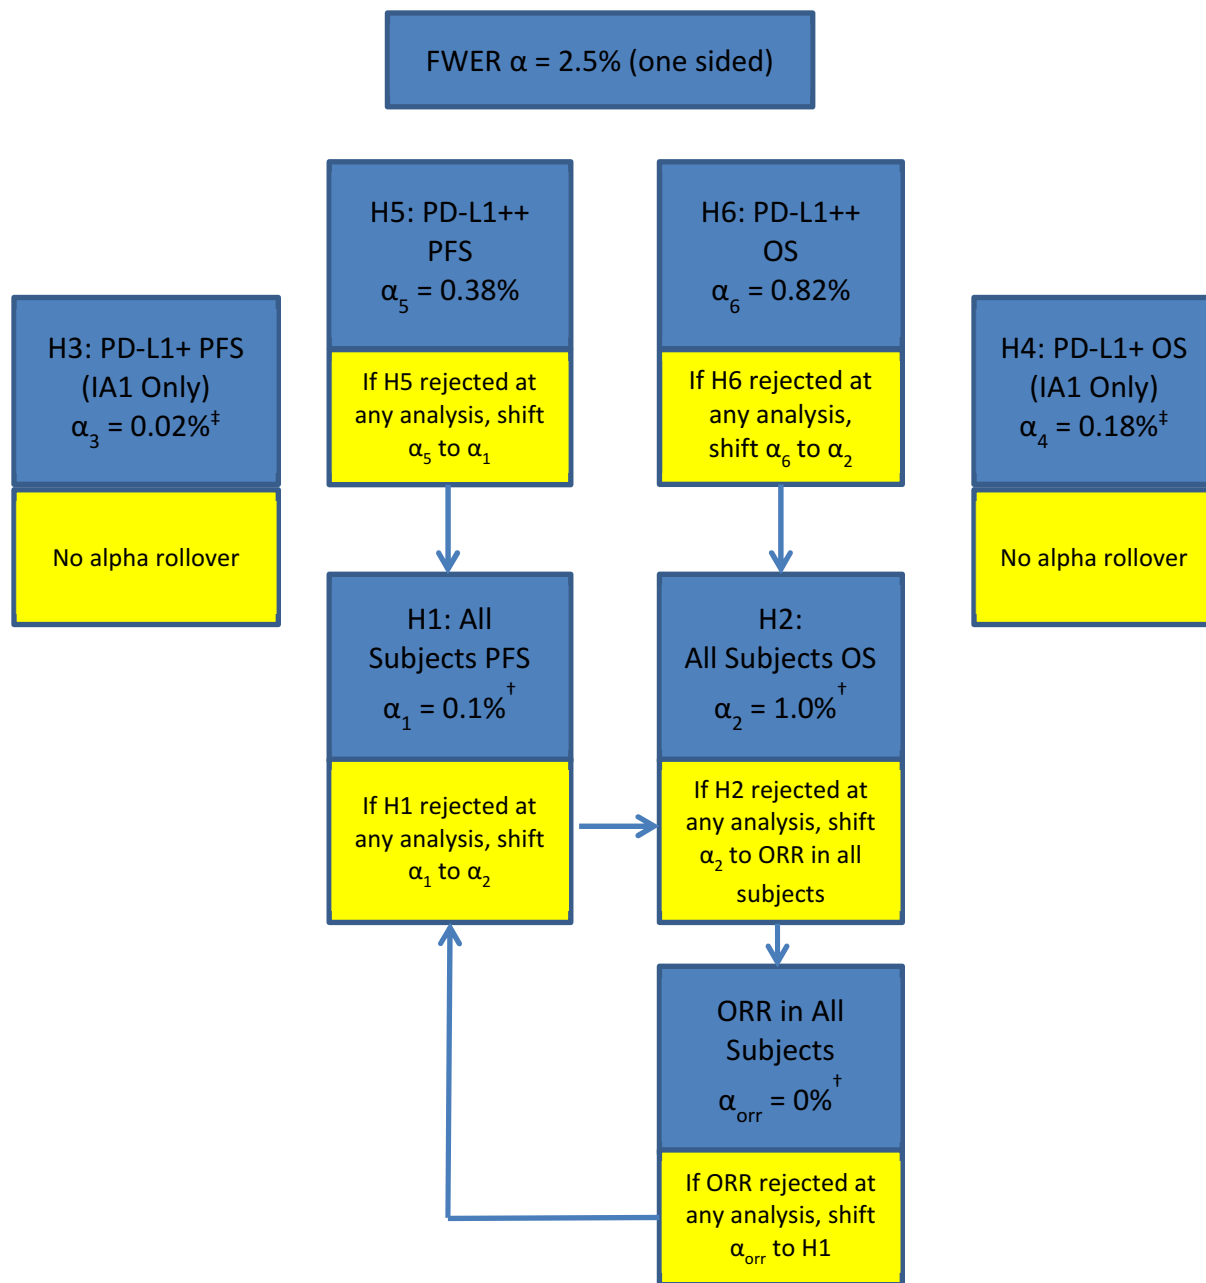 FWER α = 2.5% (one sided)
H5: PD-L1++
PFS
α5 = 0.38%
If H5 rejected at
any analysis, shift
α5 to α1
H6: PD-L1++
OS
α6 = 0.82%
If H6 rejected at
any analysis,
shift α6 to α2
H3: PD-L1+ PFS
(IA1 Only)
α3 = 0.02%‡
No alpha rollover
H4: PD-L1+ OS
(IA1 Only)
α4 = 0.18%‡
No alpha rollover
H1: All
Subjects PFS
α1 = 0.1%†
If H1 rejected at
any analysis, shift
α1 to α2
H2:
All Subjects OS
α2 = 1.0%†
If H2 rejected at
any analysis, shift
α2 to ORR in all
subjects
ORR in All
Subjects
αorr = 0%†
If ORR rejected at
any analysis, shift
αorr to H1